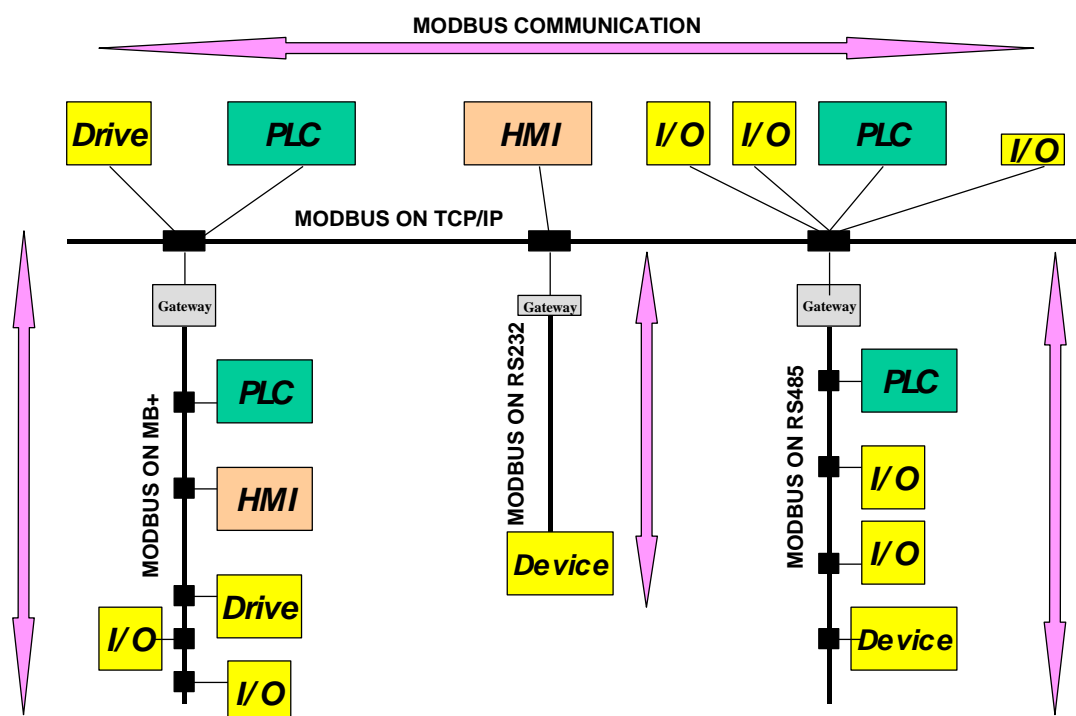 MODBUS COMMUNICATION
Drive
PLC
HMI
I/O
I/O
PLC
I/O
MODBUS ON TCP/IP
Gateway
Gateway
Gateway
MODBUS ON MB+
PLC
HMI
Drive
I/O
I/O
MODBUS ON RS232
Device
MODBUS ON RS485
PLC
I/O
I/O
Device